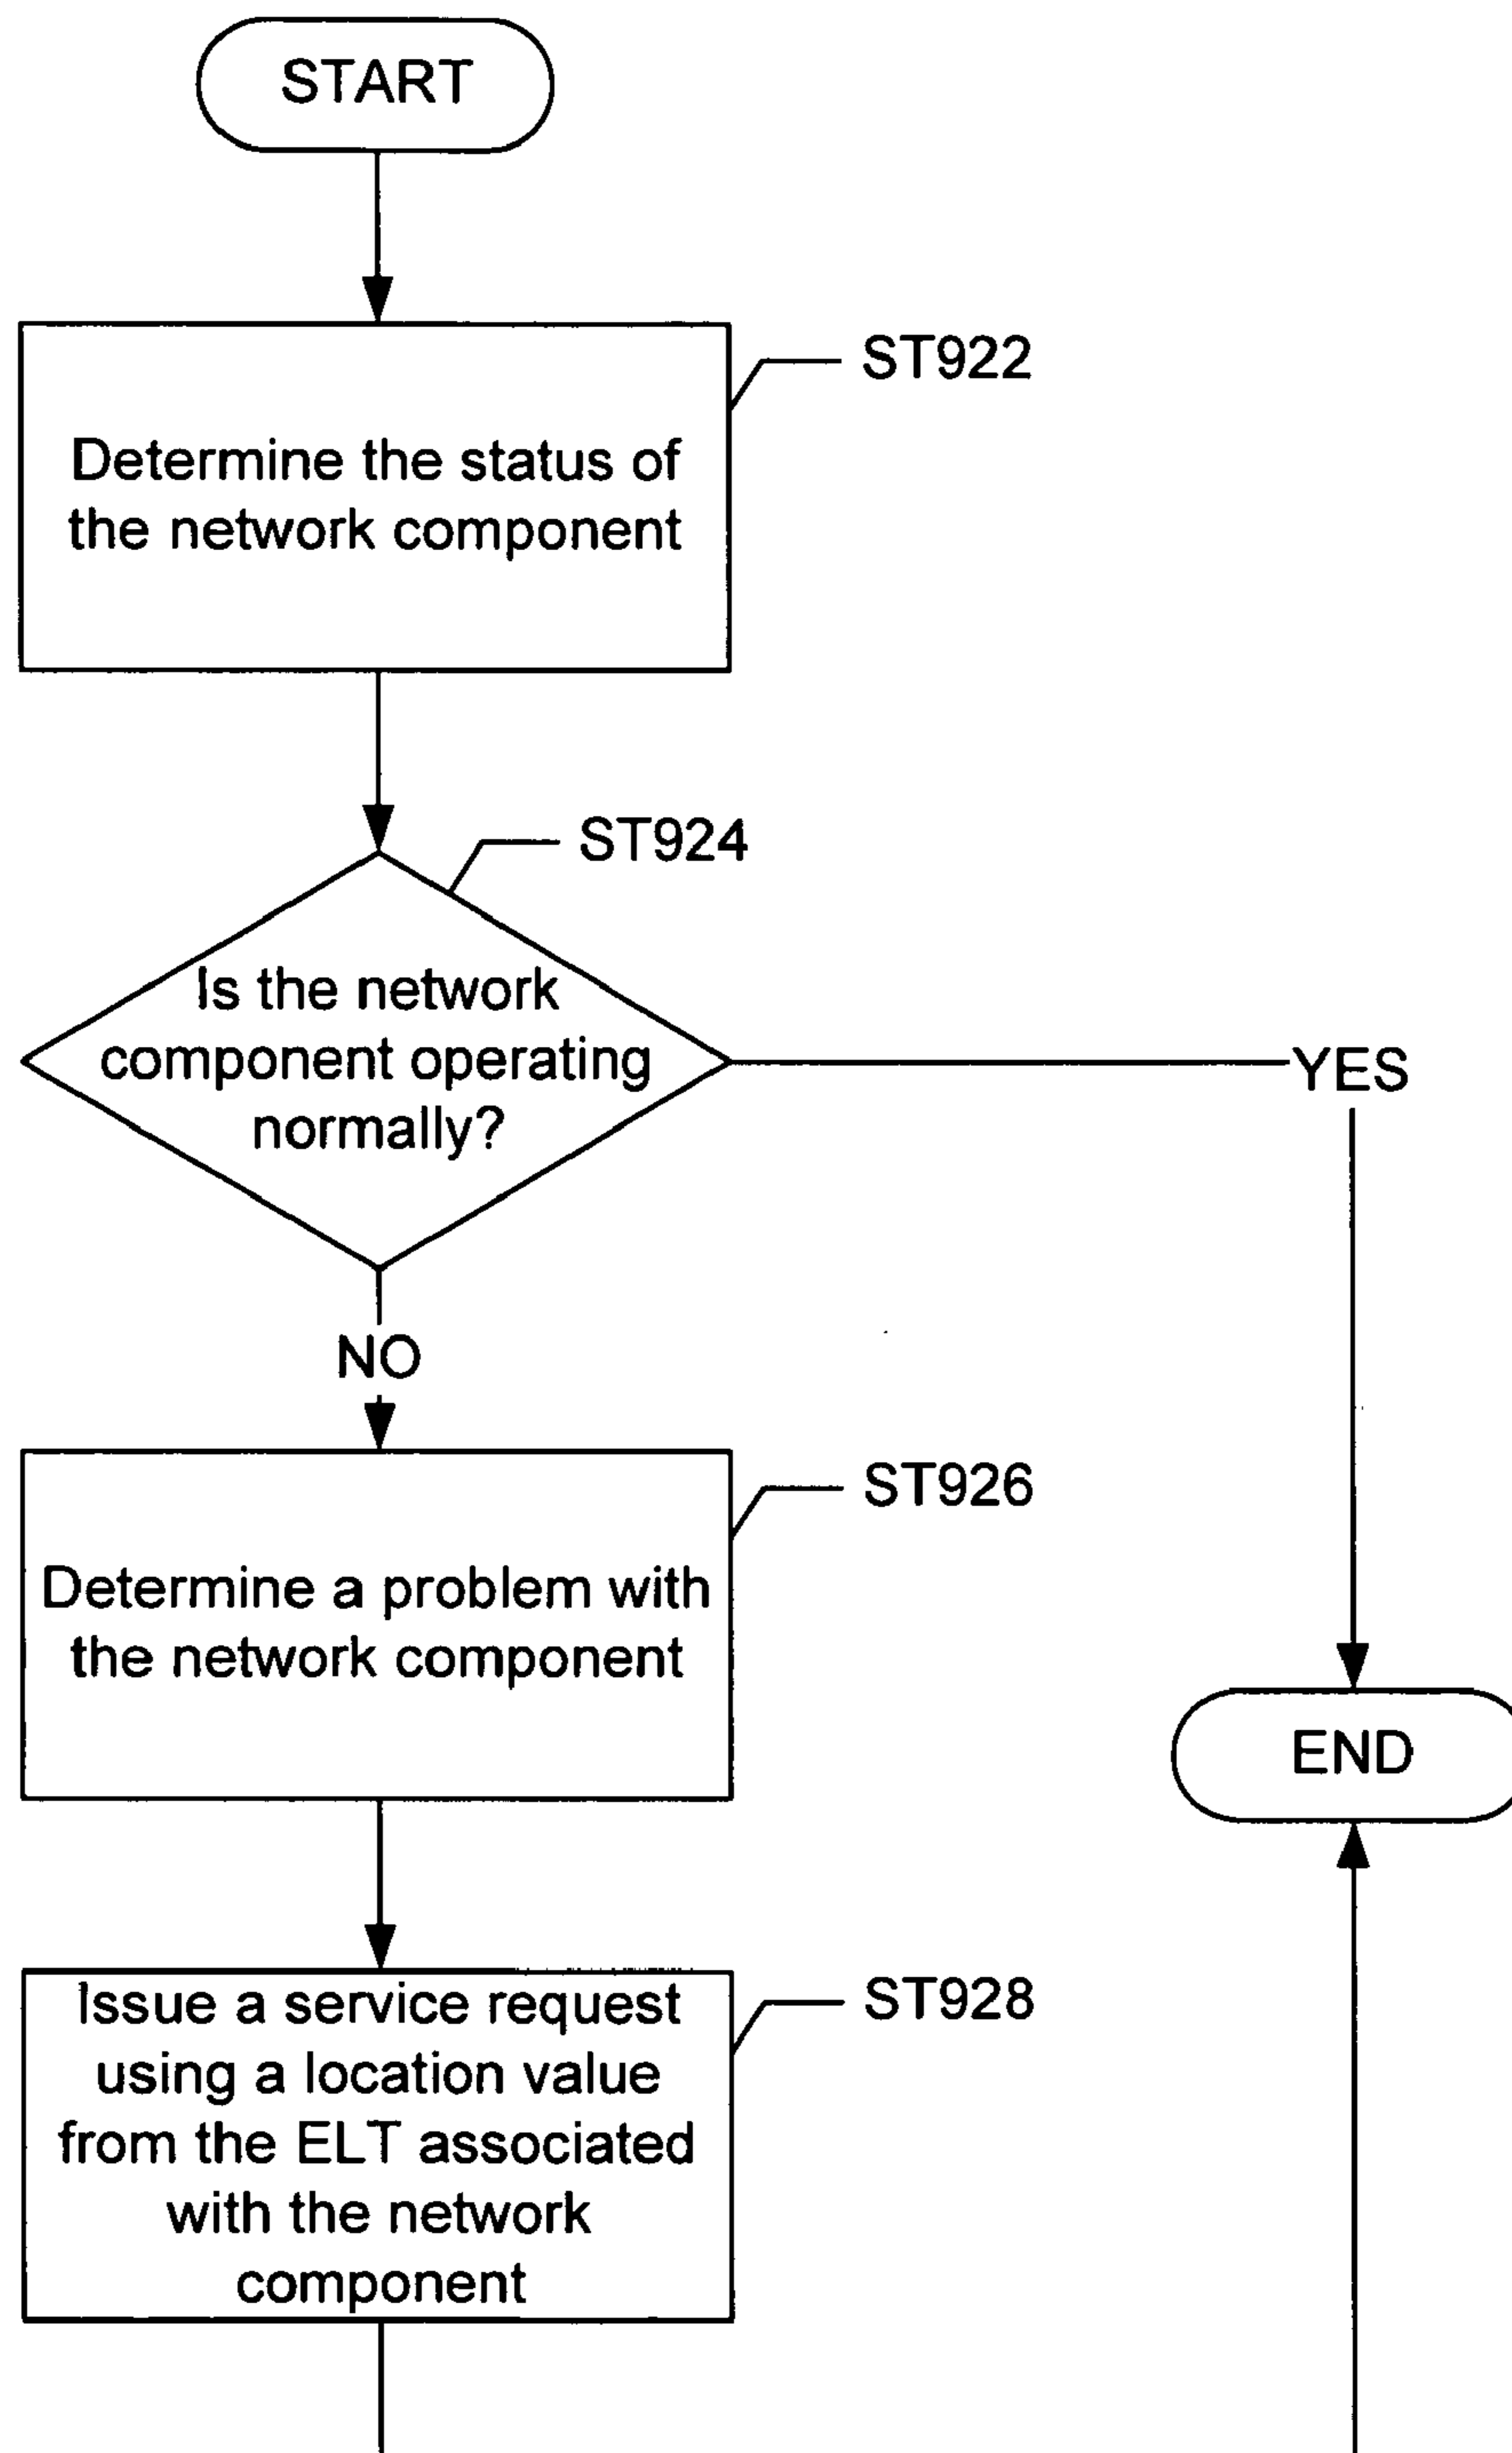 START
ST922
Determine the status of
the network component
ST924
Is the network
component operating
normally?
YES
NO
ST926
Determine a problem with
the network component
END
ST928
Issue a service request
using a location value
from the ELT associated
with the network
component